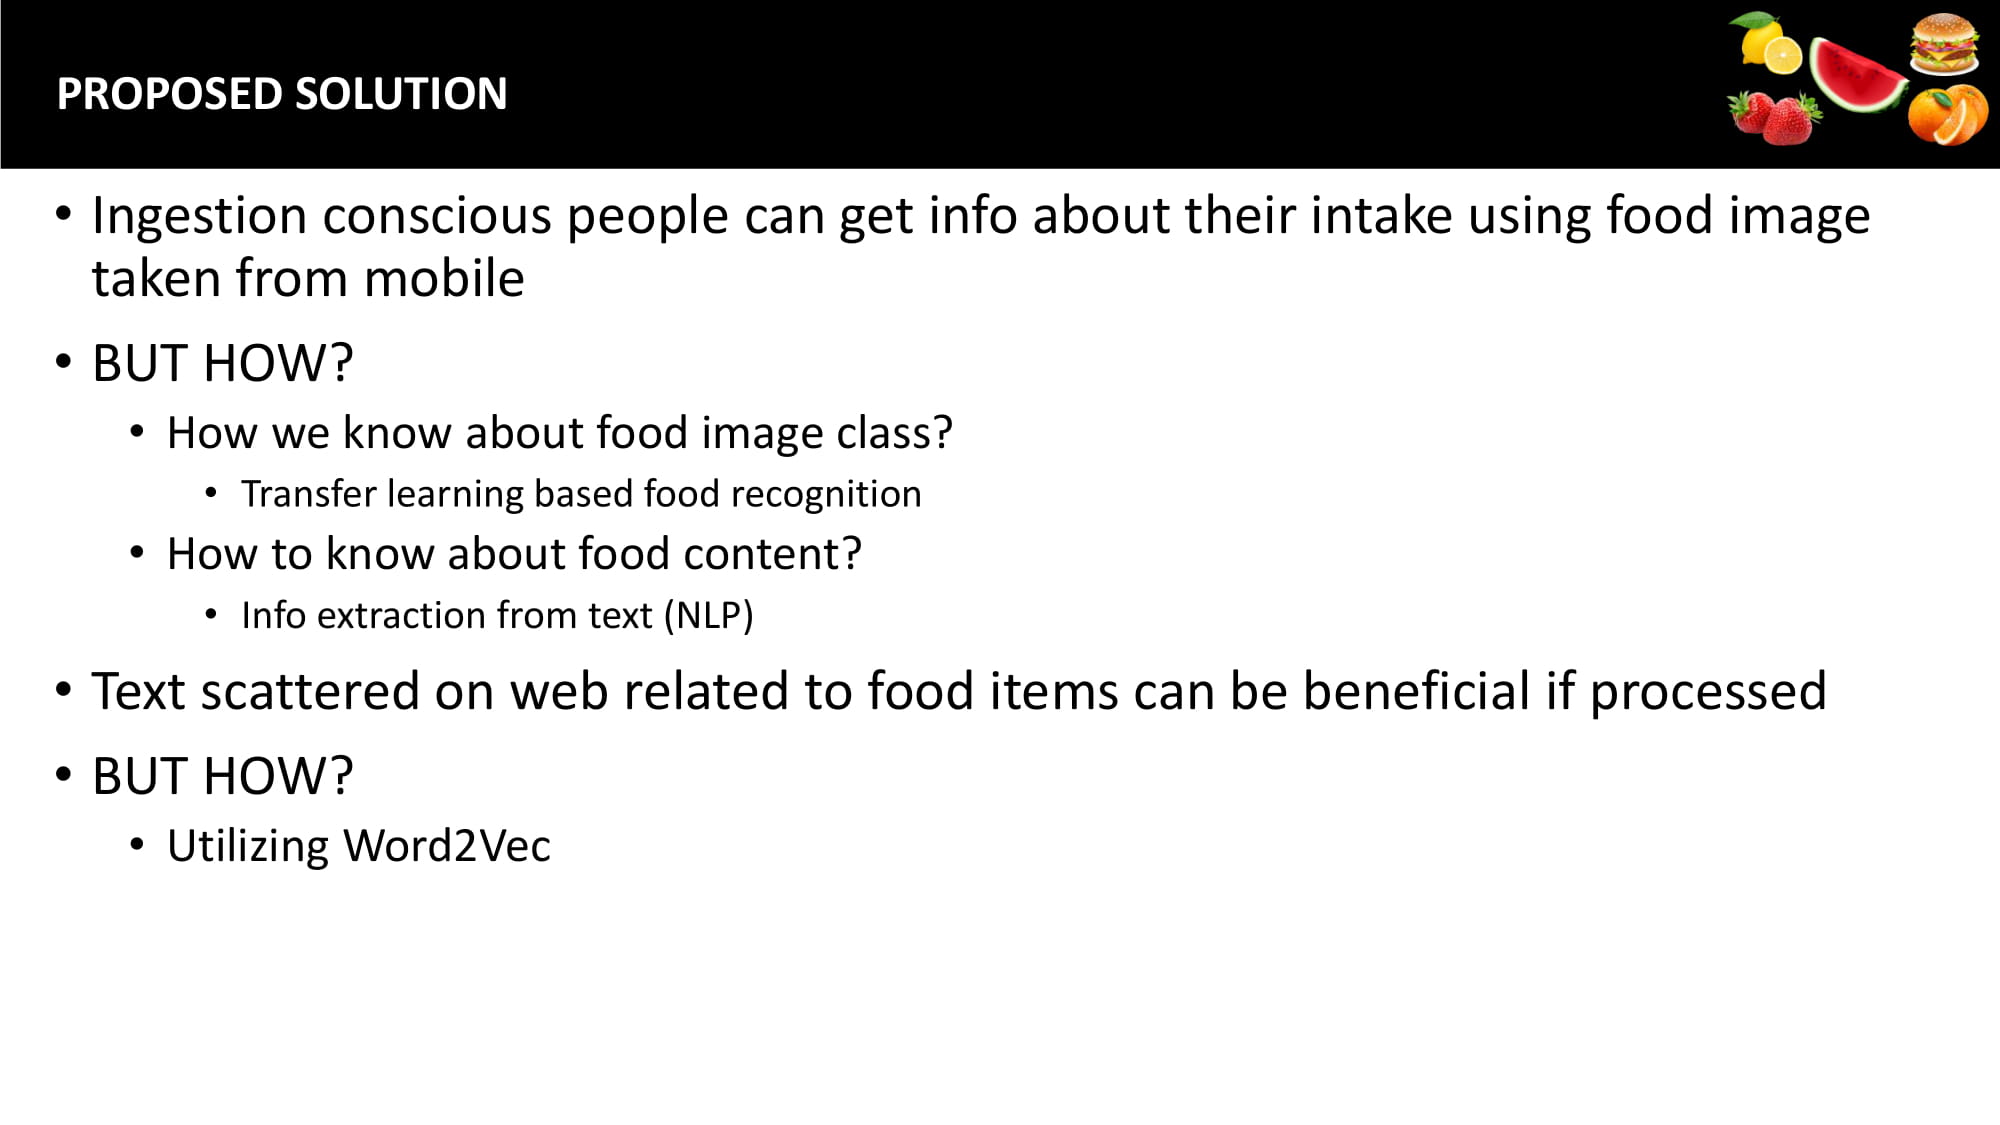 PROPOSED SOLUTION
• Ingestion conscious people can get info about their intake using food image
taken from mobile
• BUT HOW?
• How we know about food image class?
• Transfer learning based food recognition
• How to know about food content?
• Info extraction from text (NLP)
• Text scattered on web related to food items can be beneficial if processed
• BUT HOW?
• Utilizing Word2Vec